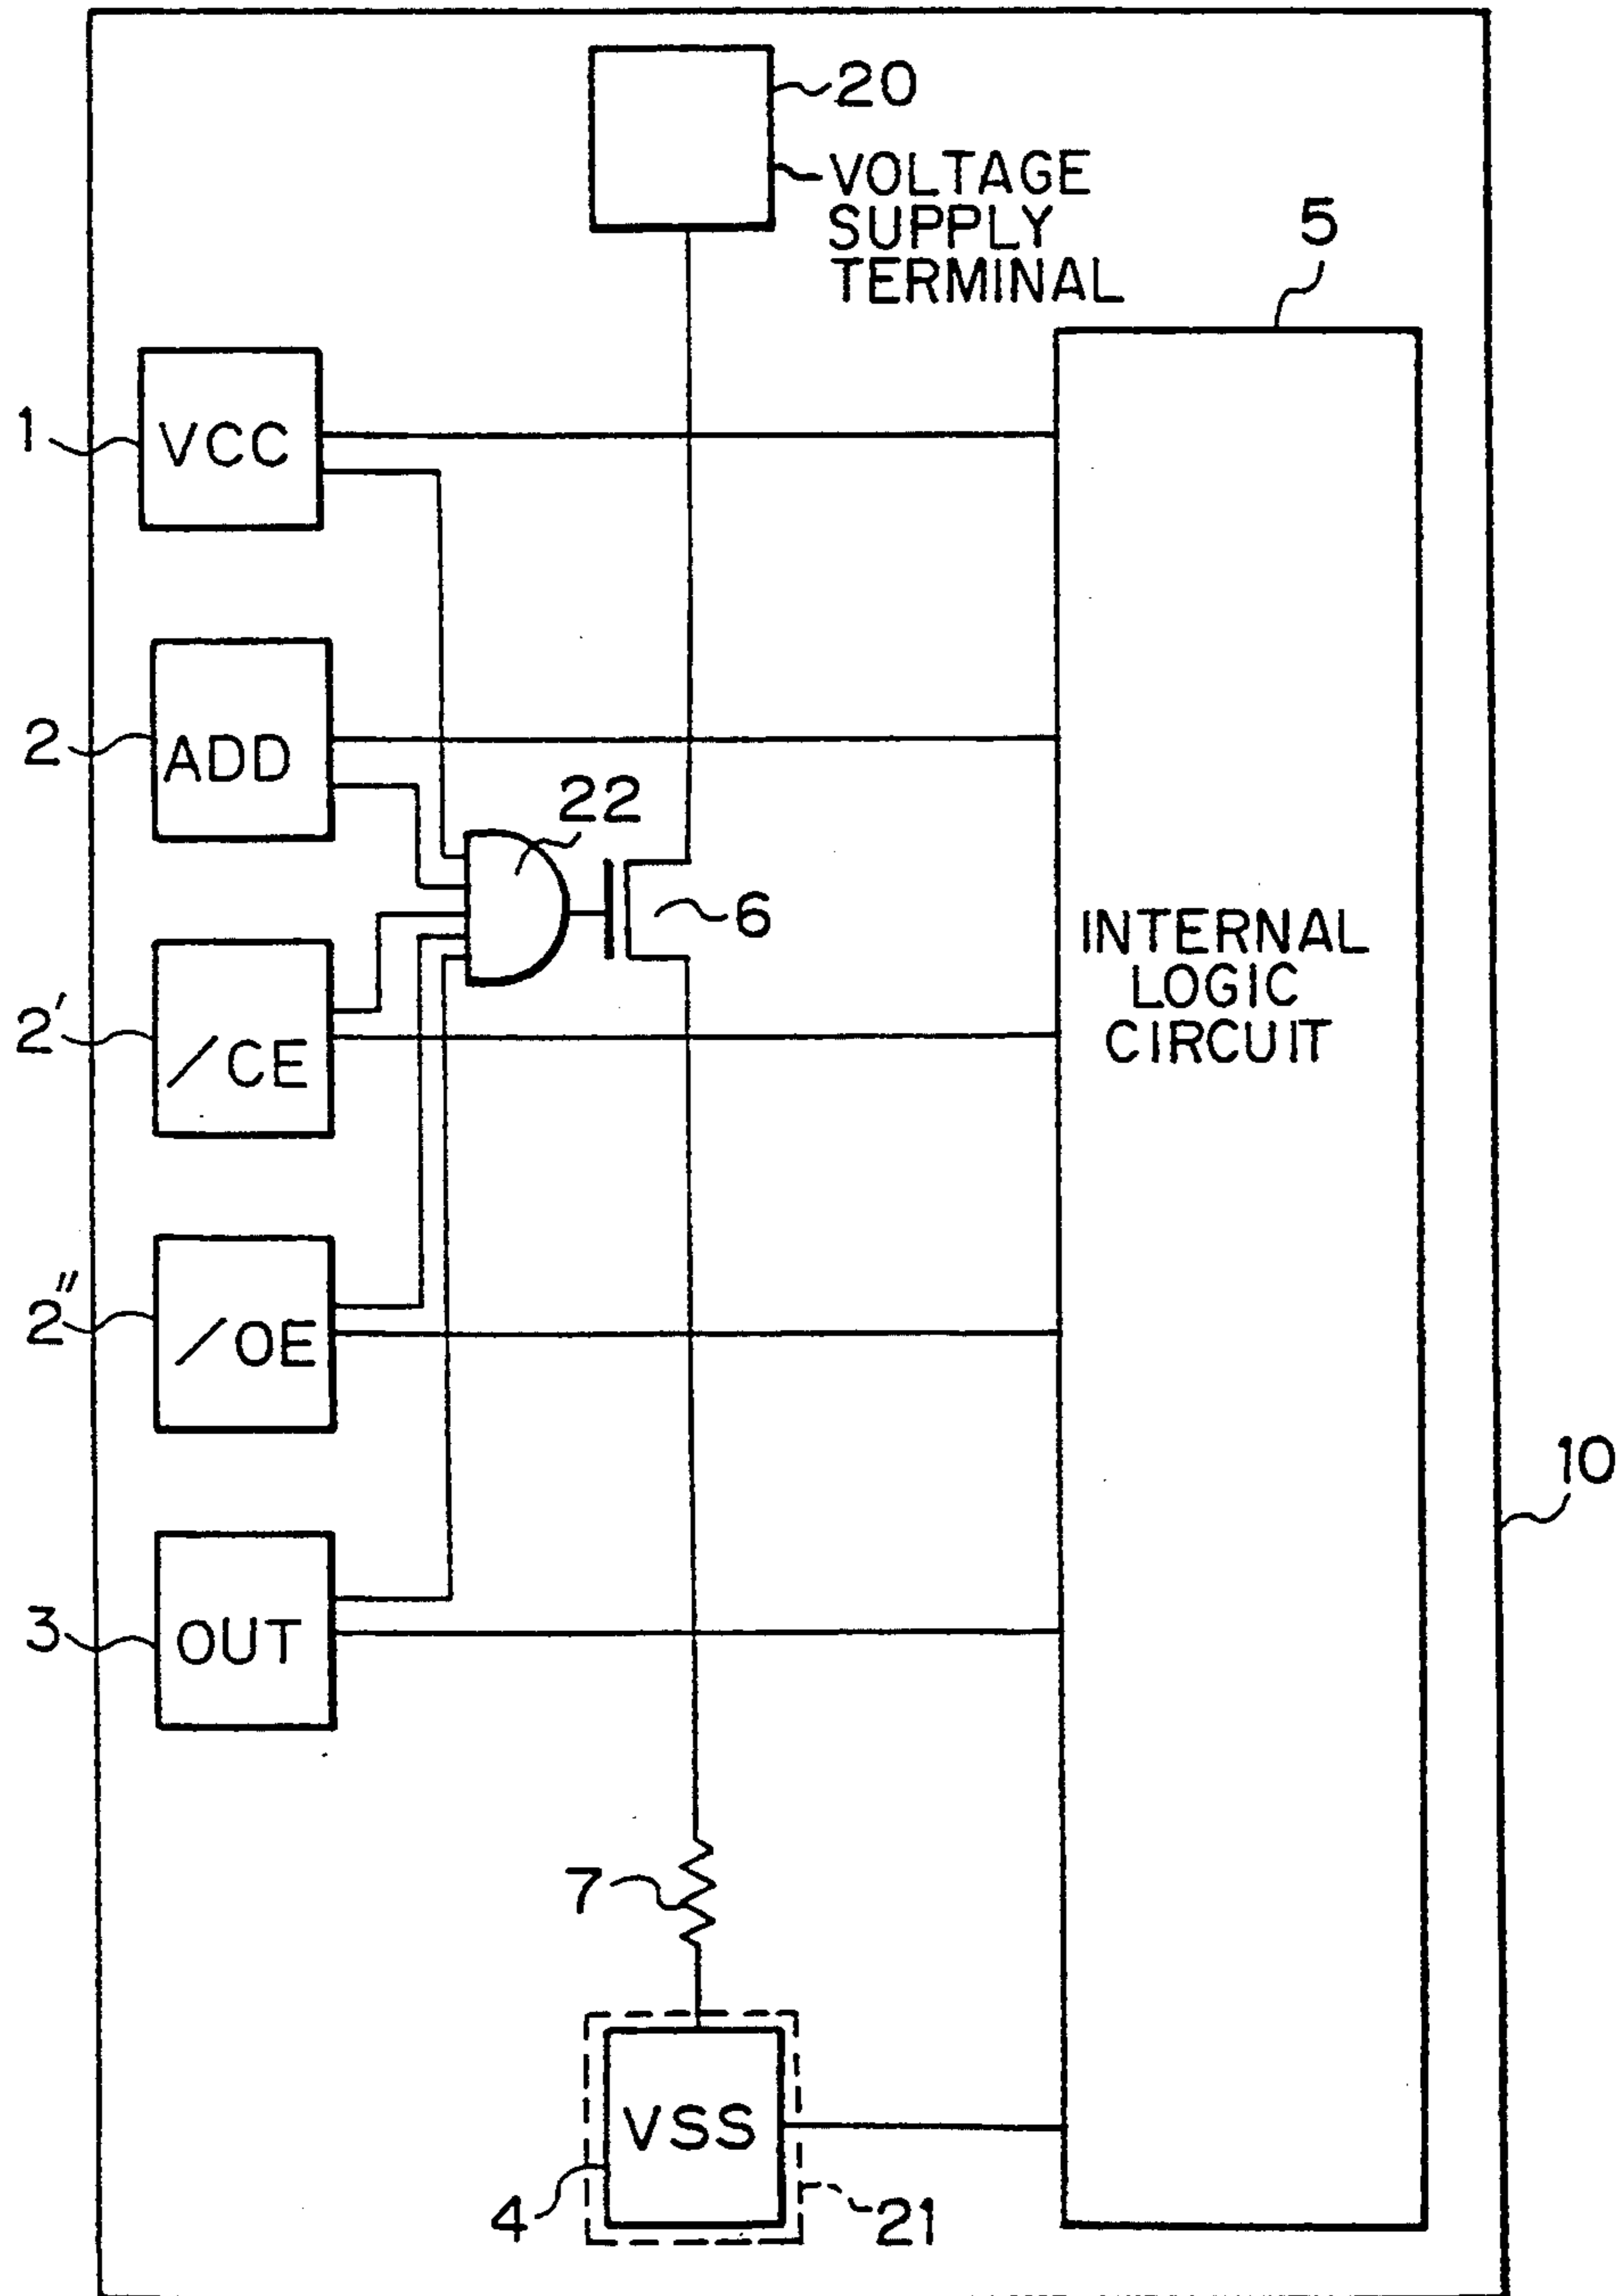 20
VOLTAGE
SUPPLY
TERMINAL
5
1
VCC
2
ADD
22
6
INTERNAL
LOGIC
CIRCUIT
2'
/CE
2"
/OE
10
3
OUT
7
VSS
4
21